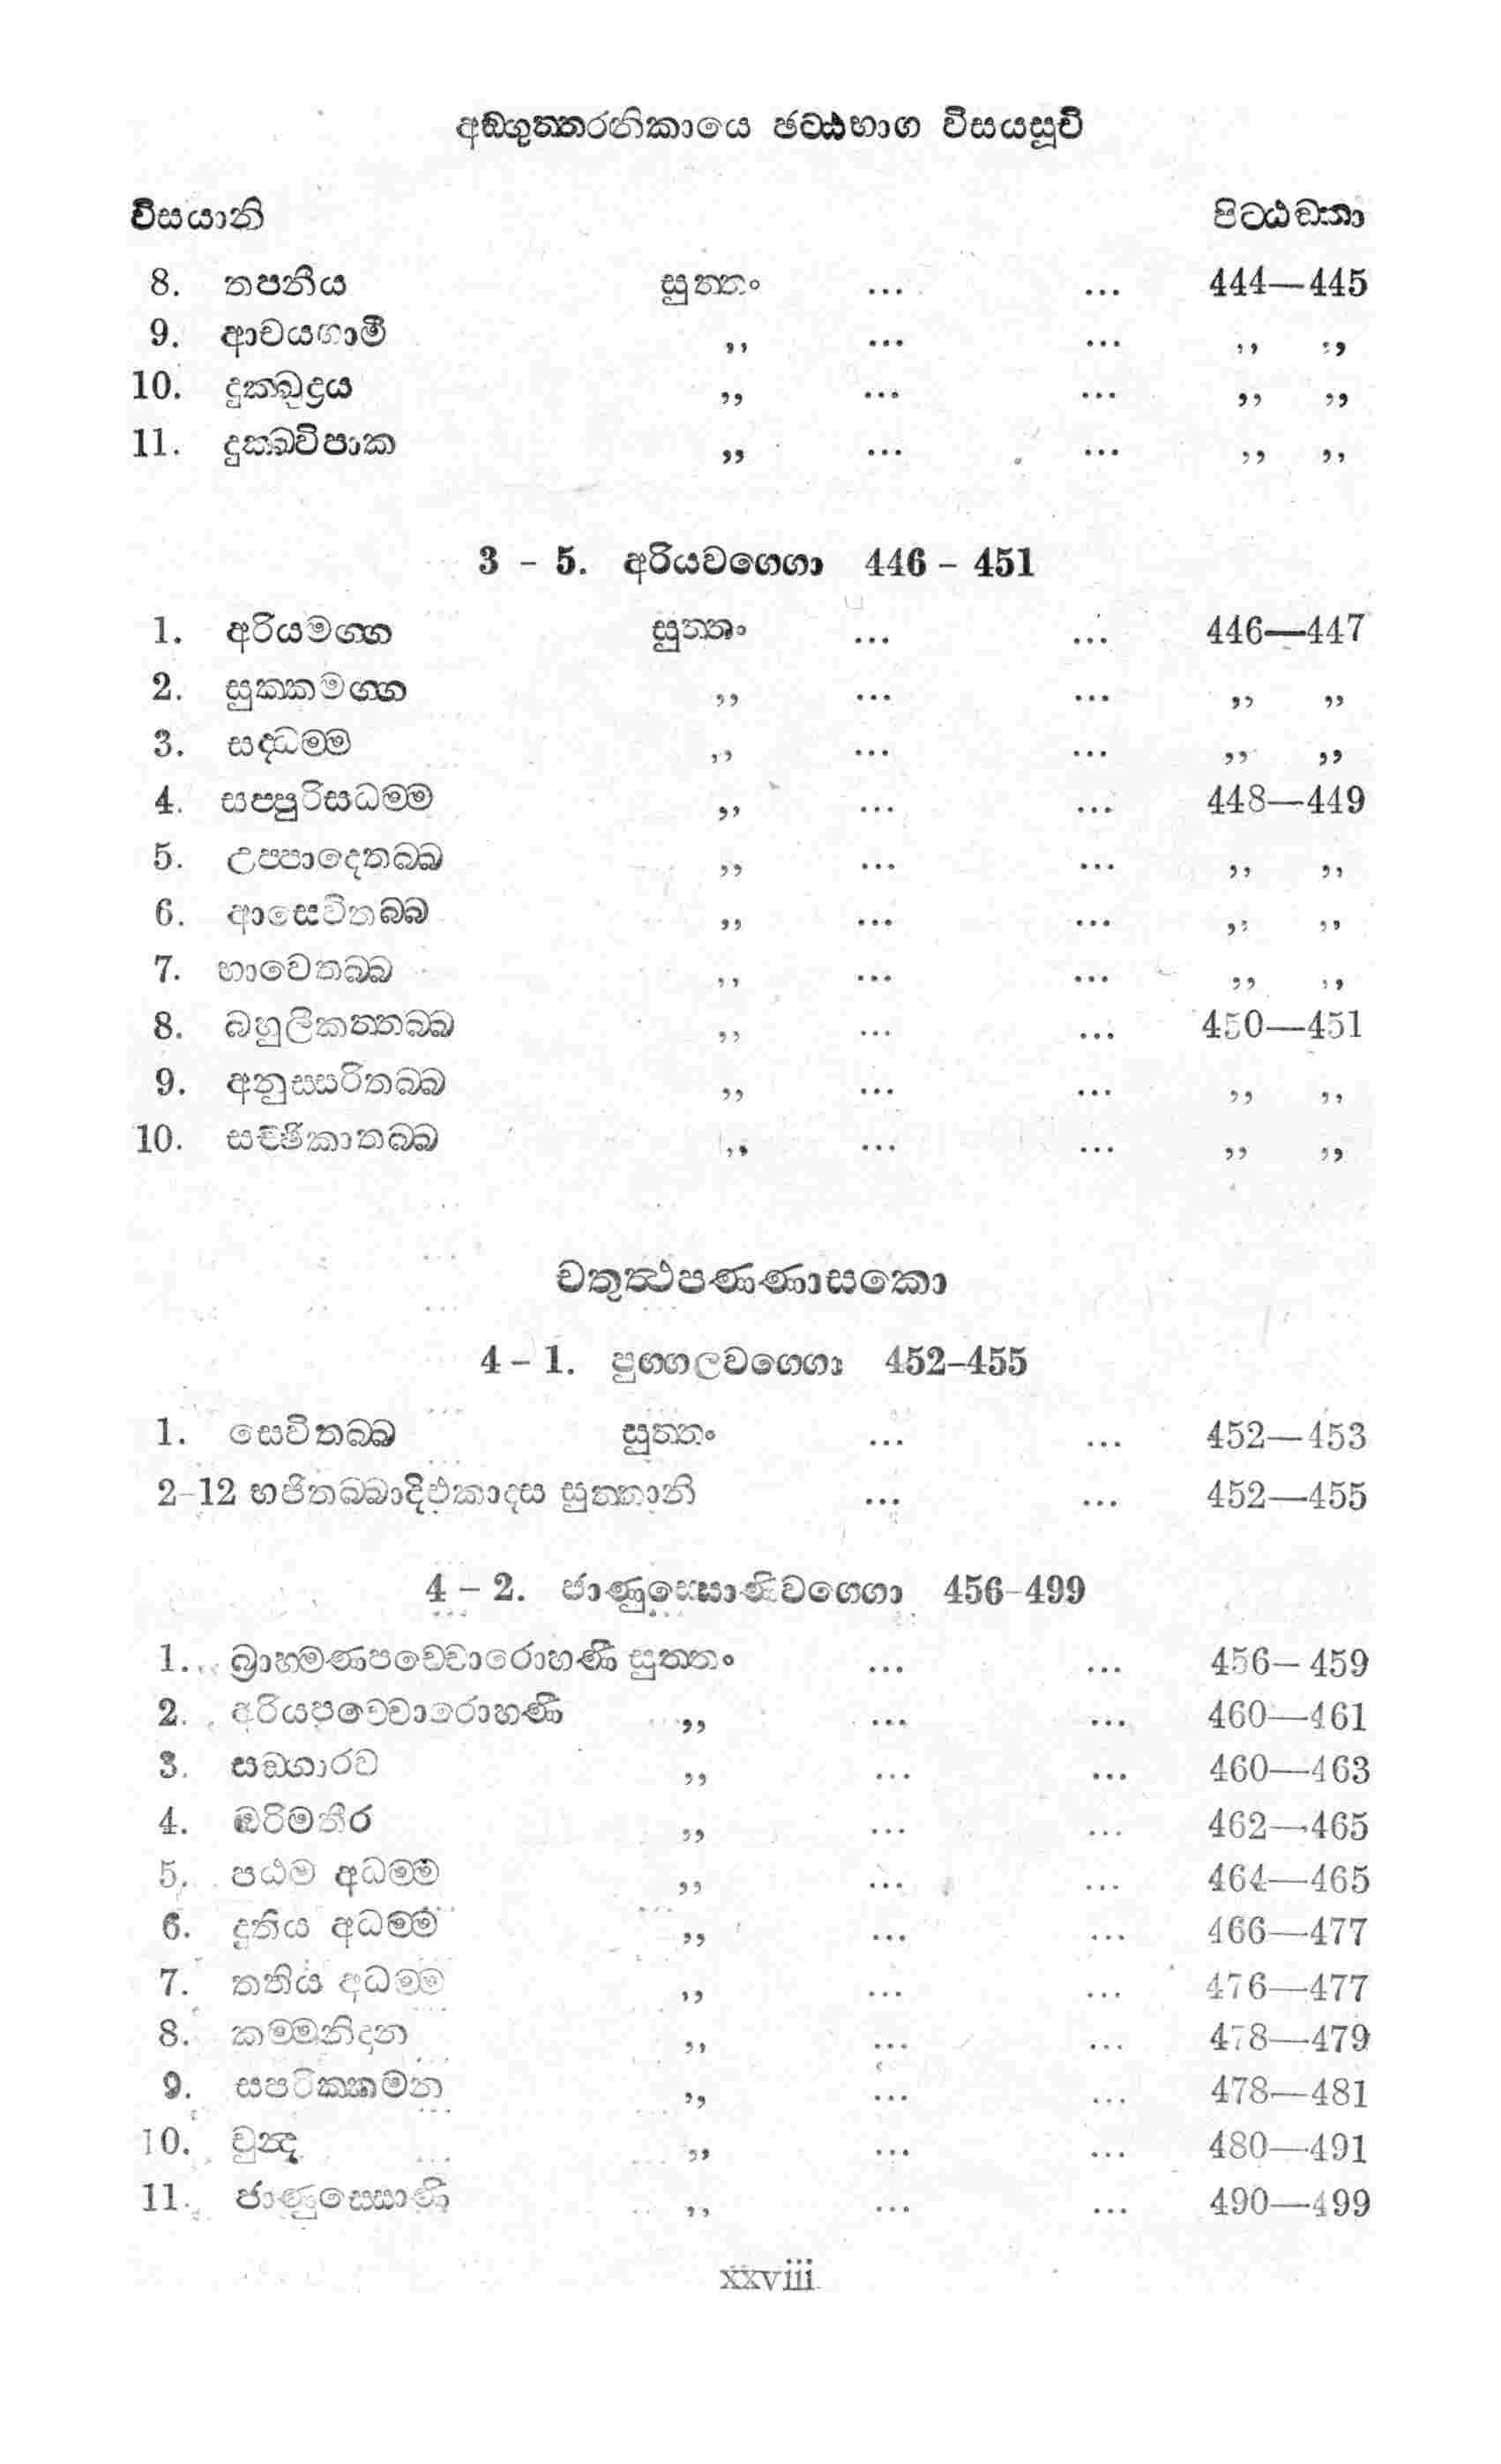 අඞ්ගුත්තරනිකායෙ ඡට්ඨභාග විසයසූචි
විසයානි පිට්ඨඞ්කා
8. තපනීය සුත්තං ... ... 444—445
9. ආචයගාමී ,, ... ... ,, ,,
10. දුක්ඛුද්‍රය ,, ... ... ,, ,,
11. දුක්ඛවිපාක ,, ... ... ,, ,,
3 - 5. අරියවග්ගො 446 - 451
1. අරියමග්ග සුත්තං ... ... 446—447
2. සුක්කමග්ග ,, ... ... ,, ,,
3. සද්ධම්ම ,, ... ... ,, ,,
4. සප්පුරිසධම්ම ,, ... ... 448—449
5. උප්පාදෙතබ්බ ,, ... ... ,, ,,
6. ආසෙවිතබ්බ ,, ... ... ,, ,,
7. භාවෙතබ්බ ,, ... ... ,, ,,
8. බහුලීකත්තබ්බ ,, ... ... 450—451
9. අනුස්සරිතබ්බ ,, ... ... ,, ,,
10. සච්ඡිකාතබ්බ ,, ... ... ,, ,,
චතුත්ථපණ්ණාසකො
4 - 1. පුග්ගලවග්ගො 452-455
1. සෙවිතබ්බ සුත්තං ... ... 452—453
2-12 භජිතබ්බාදිඑකාදස සුත්තානි ... ... 452—455
4 - 2. ජාණුස්සොණිවග්ගො 456-499
1. බ්‍රාහ්මණපච්චොරොහණී සුත්තං ... ... 456—459
2. අරියපච්චොරොහණී ,, ... ... 460—461
3. සඞ්ගාරව ,, ... ... 460—463
4. ඔරිමතීර ,, ... ... 462—465
5. පඨම අධම්ම ,, ... ... 464—465
6. දුතිය අධම්ම ,, ... ... 466—477
7. තතිය අධම්ම ,, ... ... 476—477
8. කම්මනිදාන ,, ... ... 478—479
9. සපරික්කමන ,, ... ... 478—481
10. චුන්ද ,, ... ... 480—491
11. ජාණුස්සොණි ,, ... ... 490—499
xxviii